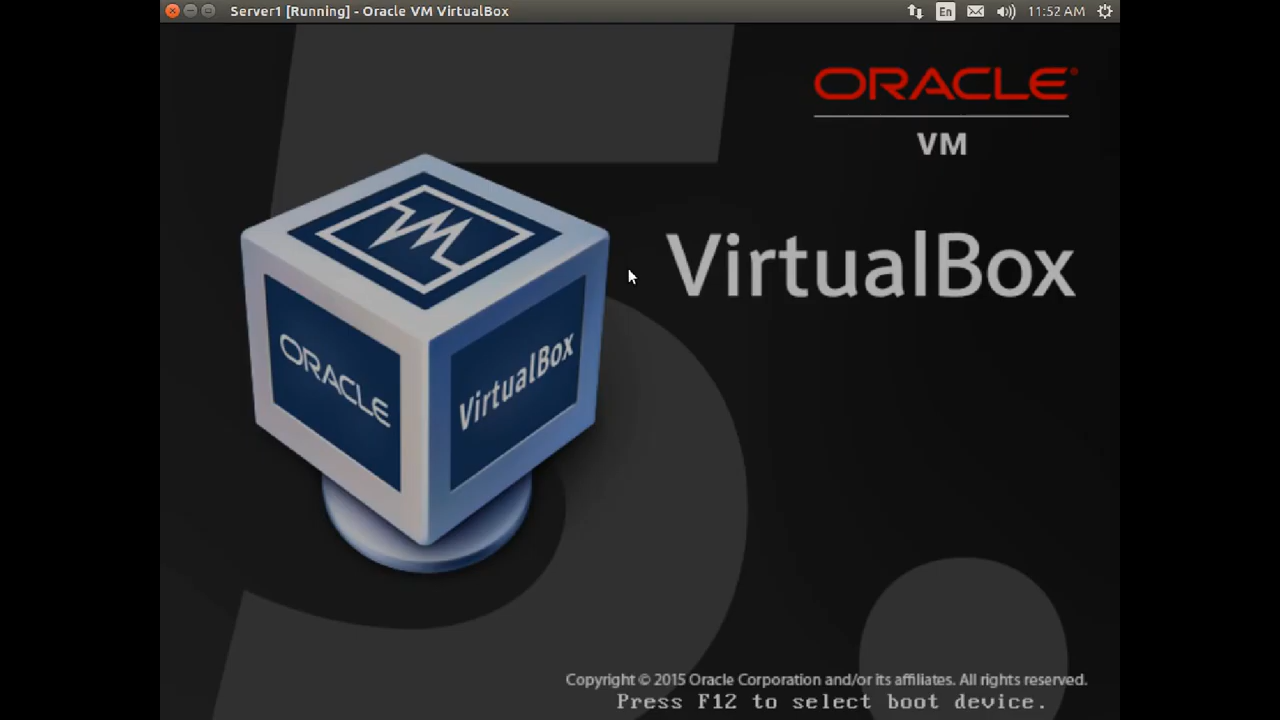 Server1 [Running] - Oracle VM VirtualBox
En
11:52 AM
ORACLE®
VM
VirtualBox
ORACLE
VirtualBox
Copyright © 2015 Oracle Corporation and/or its affiliates. All rights reserved.
Press F12 to select boot device.